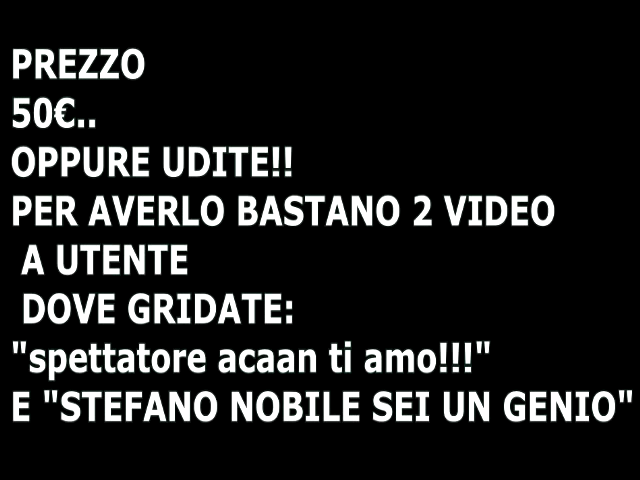 PREZZO
50€..
OPPURE UDITE!!
PER AVERLO BASTANO 2 VIDEO
A UTENTE
DOVE GRIDATE:
"spettatore acaan ti amo!!!"
E "STEFANO NOBILE SEI UN GENIO"